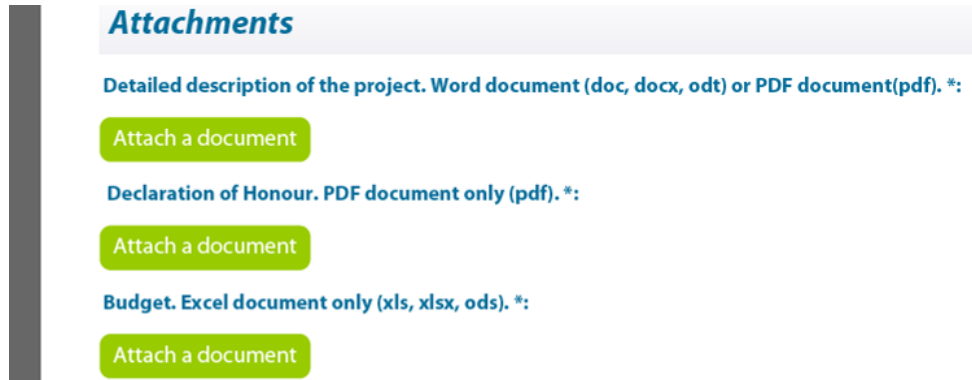 Attachments
Detailed description of the project. Word document (doc, docx, odt) or PDF document(pdf). *:
Attach a document
Declaration of Honour. PDF document only (pdf). *:
Attach a document
Budget. Excel document only (xls, xlsx, ods). *:
Attach a document